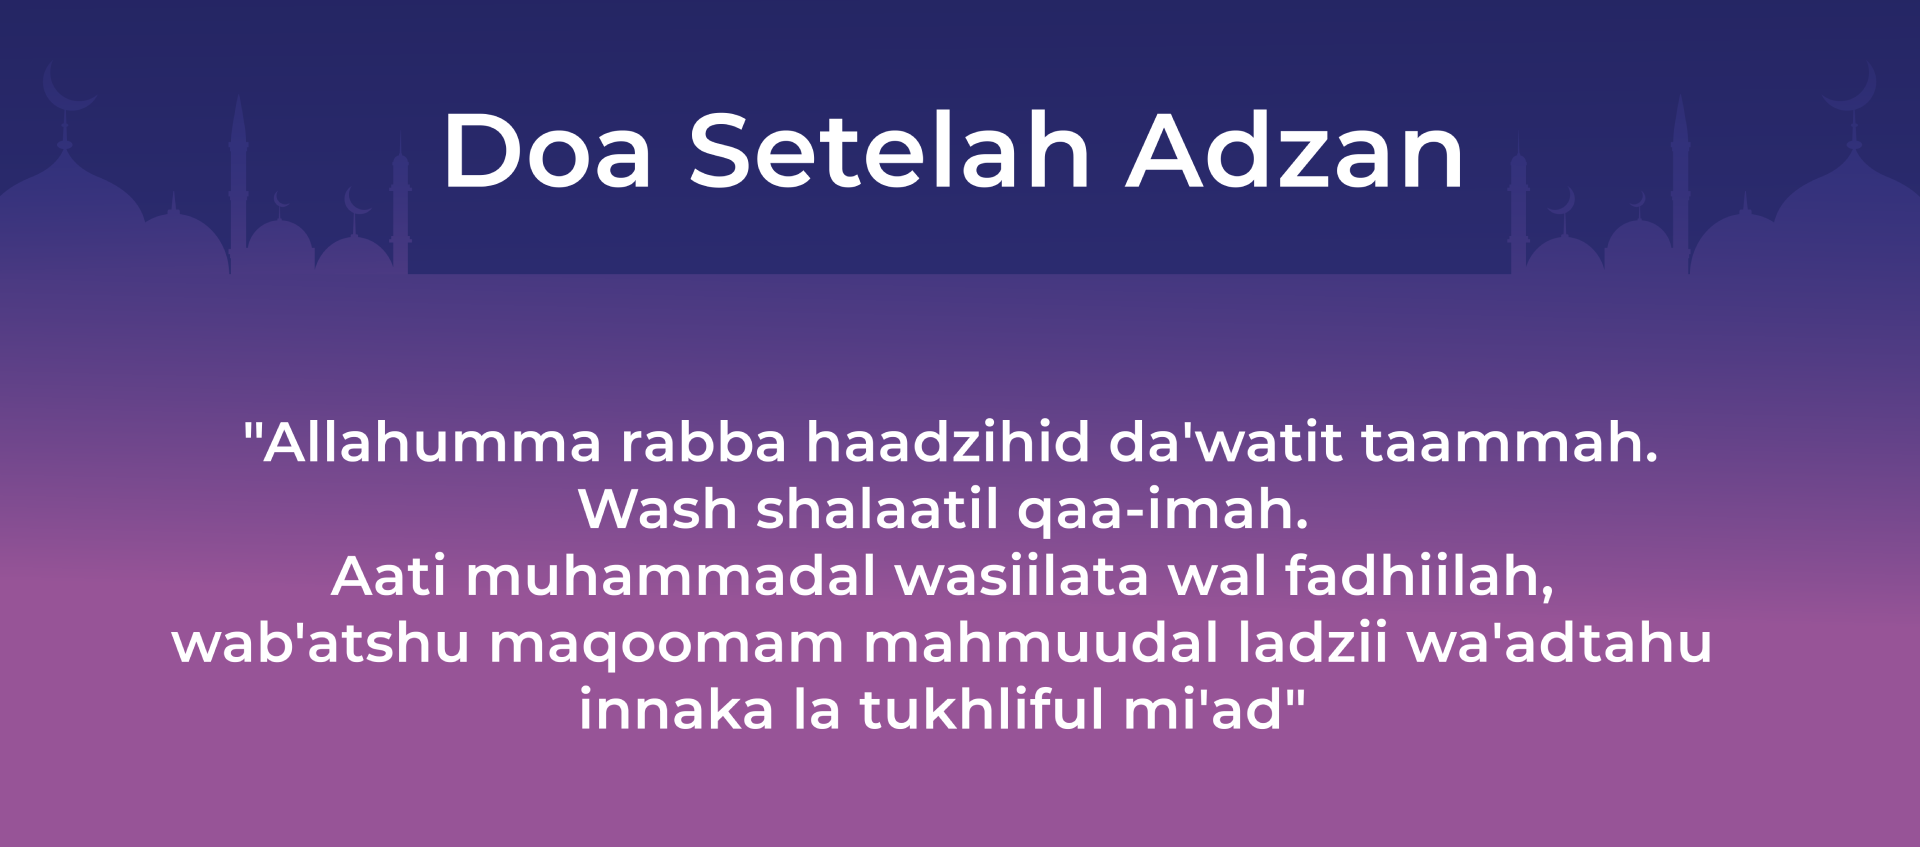 Doa Setelah Adzan
"Allahumma rabba haadzihid da'watit taammah.
Wash shalaatil qaa-imah.
Aati muhammadal wasiilata wal fadhiilah,
wab'atshu maqoomam mahmuudal ladzii wa'adtahu
innaka la tukhliful mi'ad"